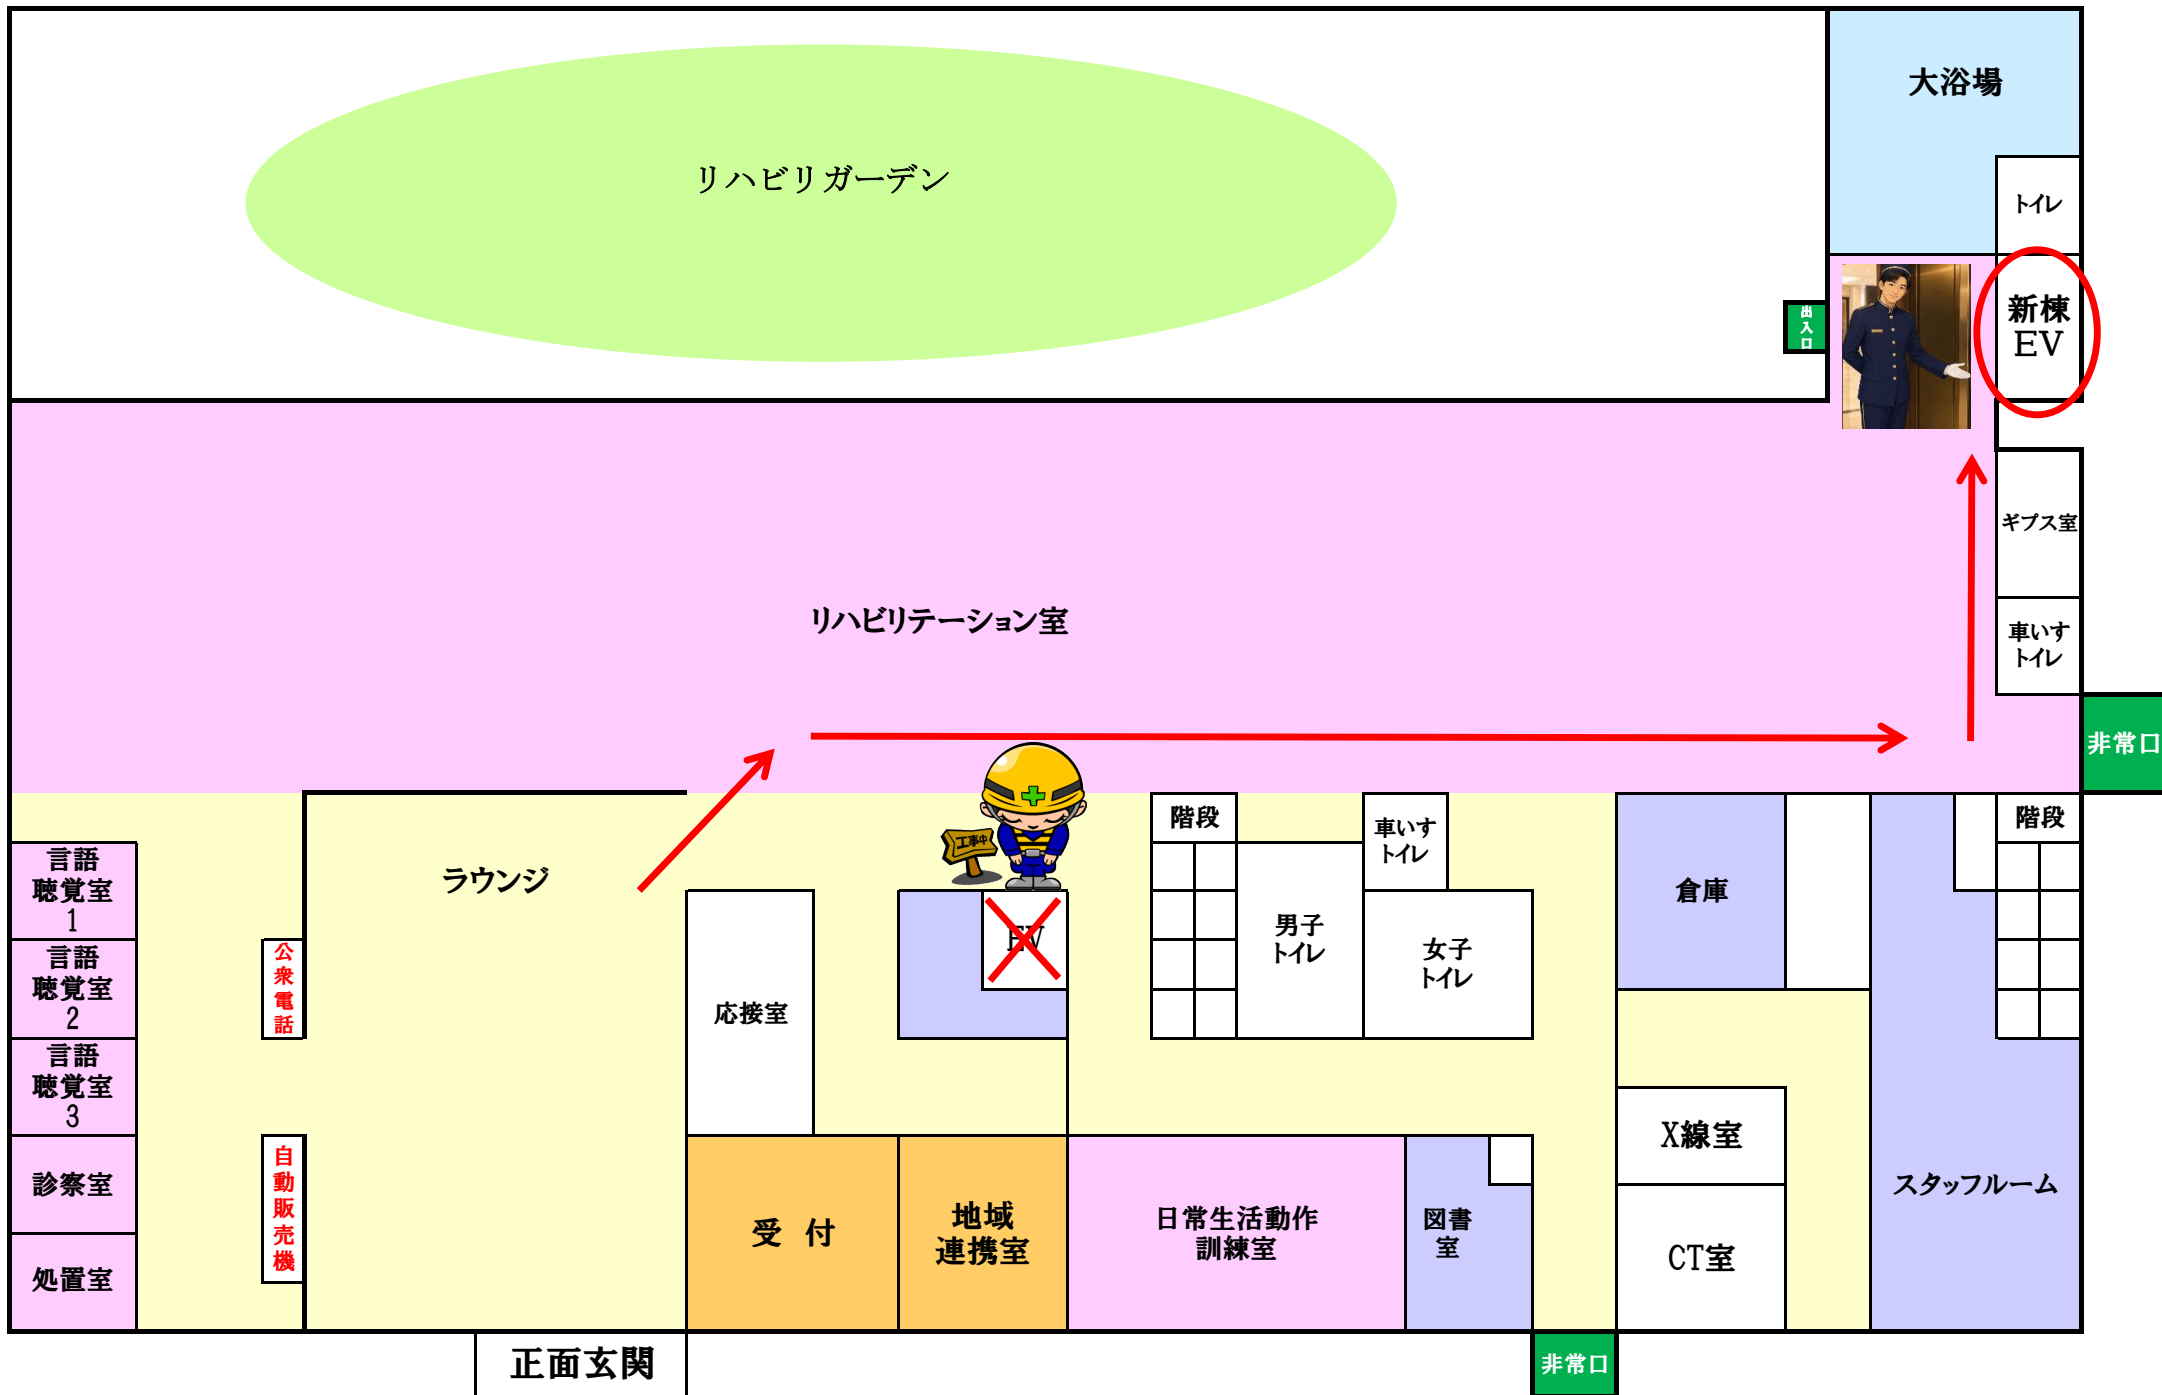 大浴場
リハビリガーデン
トイレ
出
入
口
新棟
EV
ギプス室
リハビリテーション室
車いす
トイレ
非常口
階段
車いす
トイレ
階段
工事中
言語
聴覚室
1
ラウンジ
倉庫
公
衆
電
話
EV
男子
トイレ
女子
トイレ
言語
聴覚室
2
応接室
言語
聴覚室
3
X線室
自
動
販
売
機
診察室
スタッフルーム
受 付
地域
連携室
日常生活動作
訓練室
図書
室
CT室
処置室
正面玄関
非常口